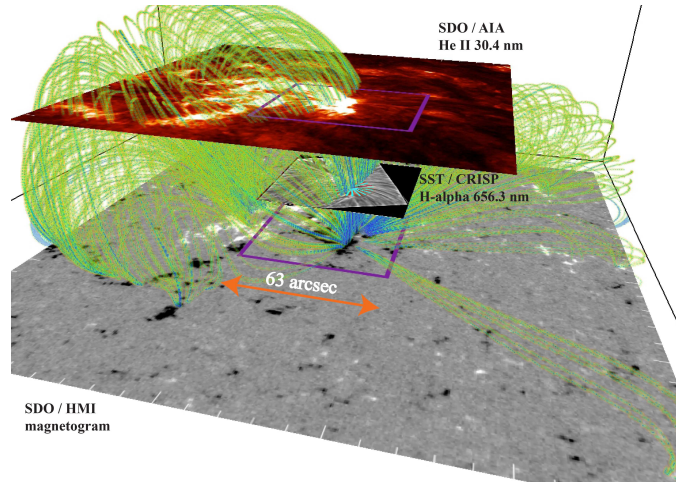 SDO / AIA
He II 30.4 nm
SST / CRISP
H-alpha 656.3 nm
63 arcsec
SDO / HMI
magnetogram